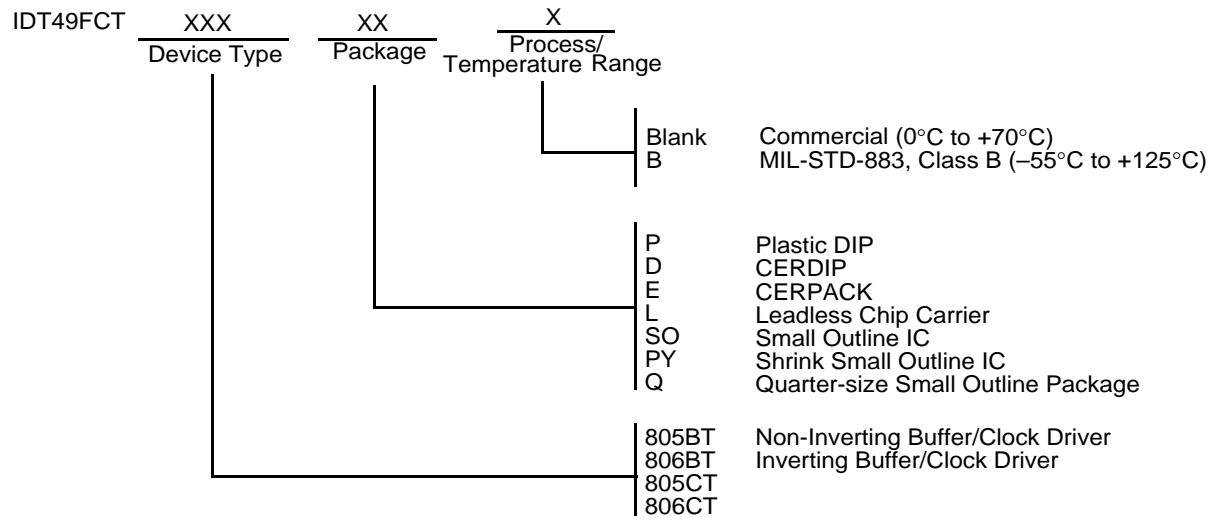 IDT49FCT XXX XX X
Device Type Package Process/
Temperature Range
Blank Commercial (0°C to +70°C)
B MIL-STD-883, Class B (–55°C to +125°C)
P Plastic DIP
D CERDIP
E CERPACK
L Leadless Chip Carrier
SO Small Outline IC
PY Shrink Small Outline IC
Q Quarter-size Small Outline Package
805BT Non-Inverting Buffer/Clock Driver
806BT Inverting Buffer/Clock Driver
805CT
806CT